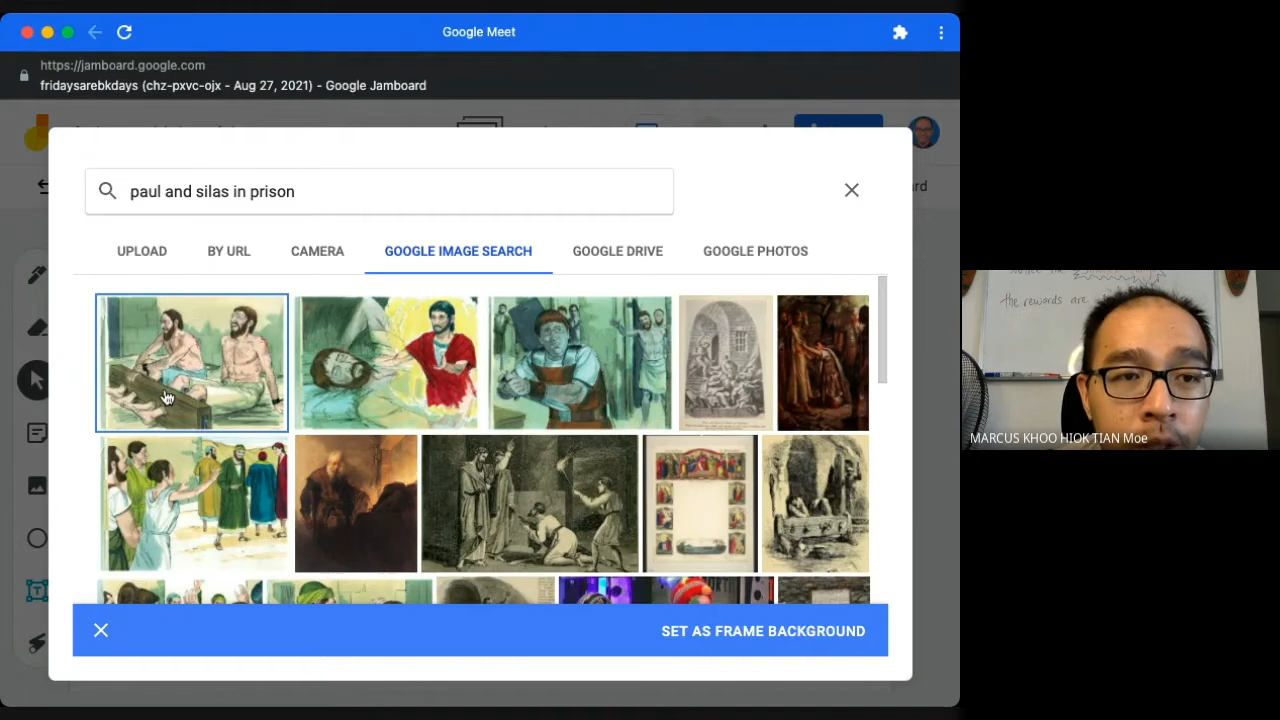 Google Meet
https://jamboard.google.com
fridaysarebkdays (chz-pxvc-ojx - Aug 27, 2021) - Google Jamboard
paul and silas in prison
UPLOAD
BY URL
CAMERA
GOOGLE IMAGE SEARCH
GOOGLE DRIVE
GOOGLE PHOTOS
SET AS FRAME BACKGROUND
the rewards are
MARCUS KHOO HIOK TIAN Moe